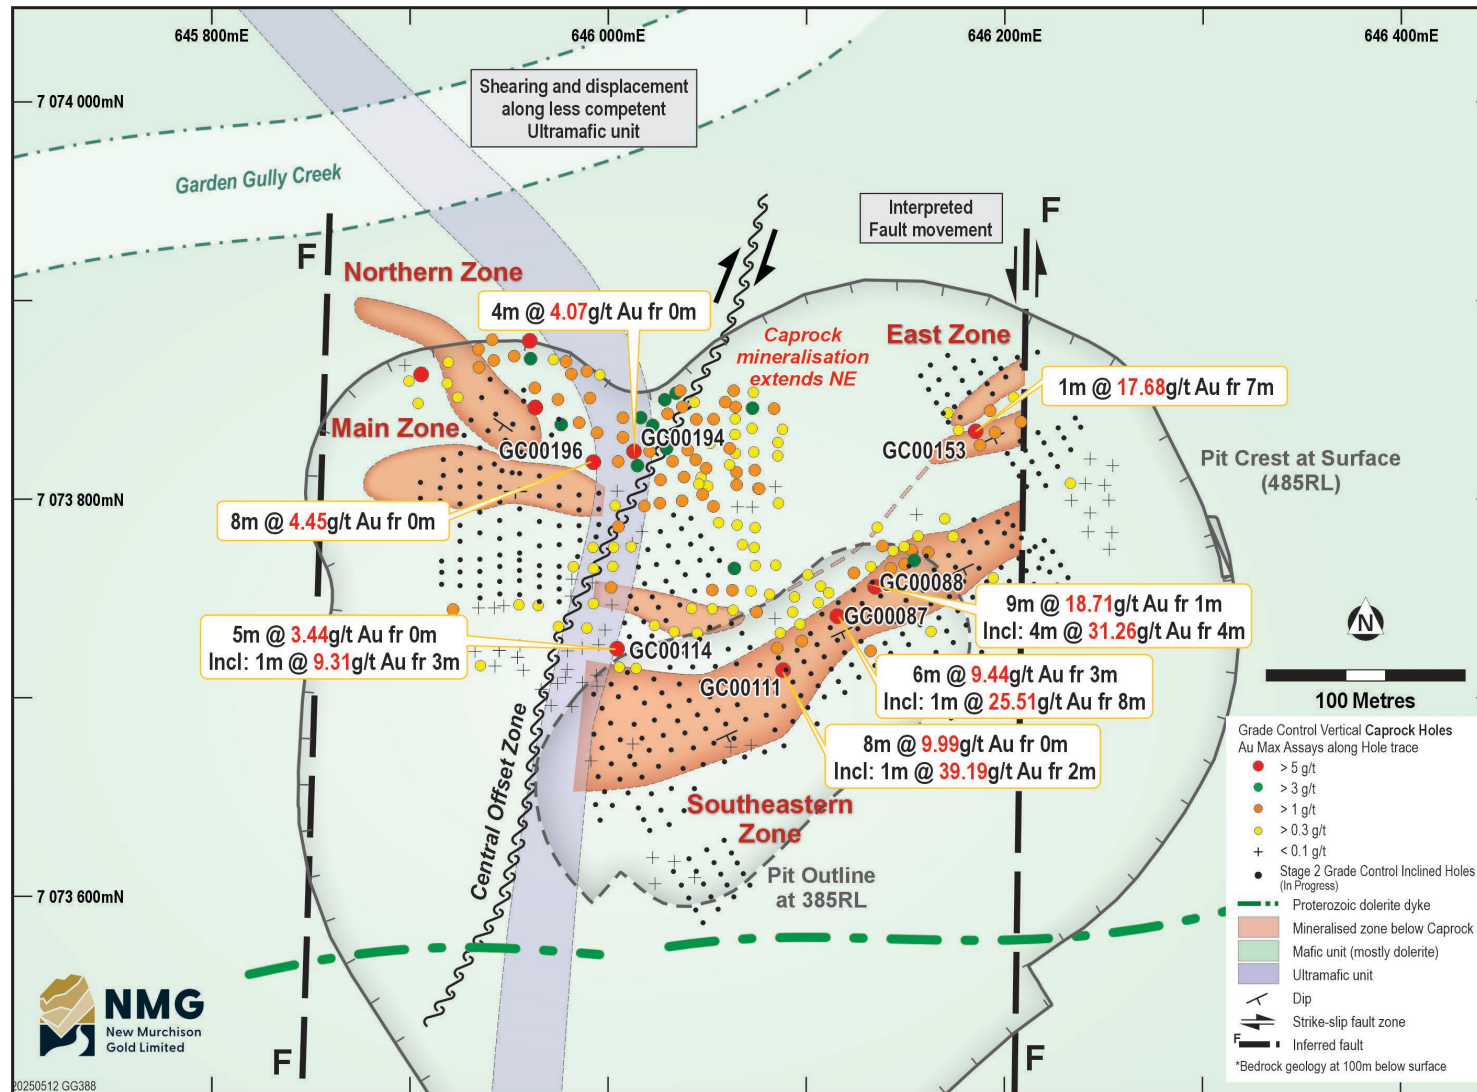 645 800mE
646 000mE
646 200mE
646 400mE
7 074 000mN
Shearing and displacement
along less competent
Ultramafic unit
Garden Gully Creek
Interpreted
Fault movement
F
F
Northern Zone
4m @ 4.07g/t Au fr 0m
Caprock
mineralisation
extends NE
East Zone
1m @ 17.68g/t Au fr 7m
Main Zone
GC00196
GC00194
GC00153
Pit Crest at Surface
(485RL)
7 073 800mN
8m @ 4.45g/t Au fr 0m
GC00088
9m @ 18.71g/t Au fr 1m
Incl: 4m @ 31.26g/t Au fr 4m
GC00087
5m @ 3.44g/t Au fr 0m
Incl: 1m @ 9.31g/t Au fr 3m
GC00114
N
6m @ 9.44g/t Au fr 3m
Incl: 1m @ 25.51g/t Au fr 8m
GC00111
100 Metres
8m @ 9.99g/t Au fr 0m
Incl: 1m @ 39.19g/t Au fr 2m
Central Offset Zone
Southeastern
Zone
Pit Outline
at 385RL
7 073 600mN
Grade Control Vertical Caprock Holes
Au Max Assays along Hole trace
> 5 g/t
> 3 g/t
> 1 g/t
> 0.3 g/t
< 0.1 g/t
Stage 2 Grade Control Inclined Holes
(In Progress)
Proterozoic dolerite dyke
Mineralised zone below Caprock
Mafic unit (mostly dolerite)
Ultramafic unit
Dip
Strike-slip fault zone
F
Inferred fault
*Bedrock geology at 100m below surface
NMG
New Murchison
Gold Limited
F
F
20250512 GG388